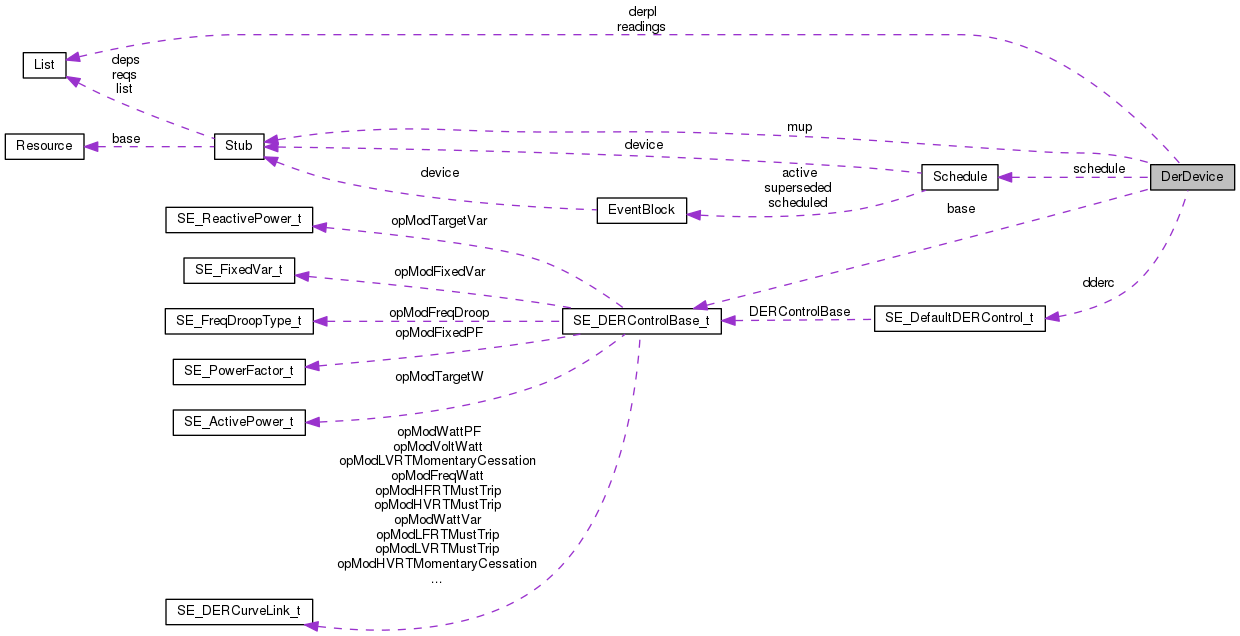 derpl
readings
List
deps
reqs
list
mup
Resource
base
Stub
device
device
active
superseded
scheduled
Schedule
schedule
DerDevice
EventBlock
base
SE_ReactivePower_t
opModTargetVar
SE_FixedVar_t
opModFixedVar
dderc
SE_FreqDroopType_t
opModFreqDroop
opModFixedPF
SE_DERControlBase_t
DERControlBase
SE_DefaultDERControl_t
SE_PowerFactor_t
opModTargetW
SE_ActivePower_t
opModWattPF
opModVoltWatt
opModLVRTMomentaryCessation
opModFreqWatt
opModHFRTMustTrip
opModHVRTMustTrip
opModWattVar
opModLFRTMustTrip
opModLVRTMustTrip
opModHVRTMomentaryCessation
...
SE_DERCurveLink_t